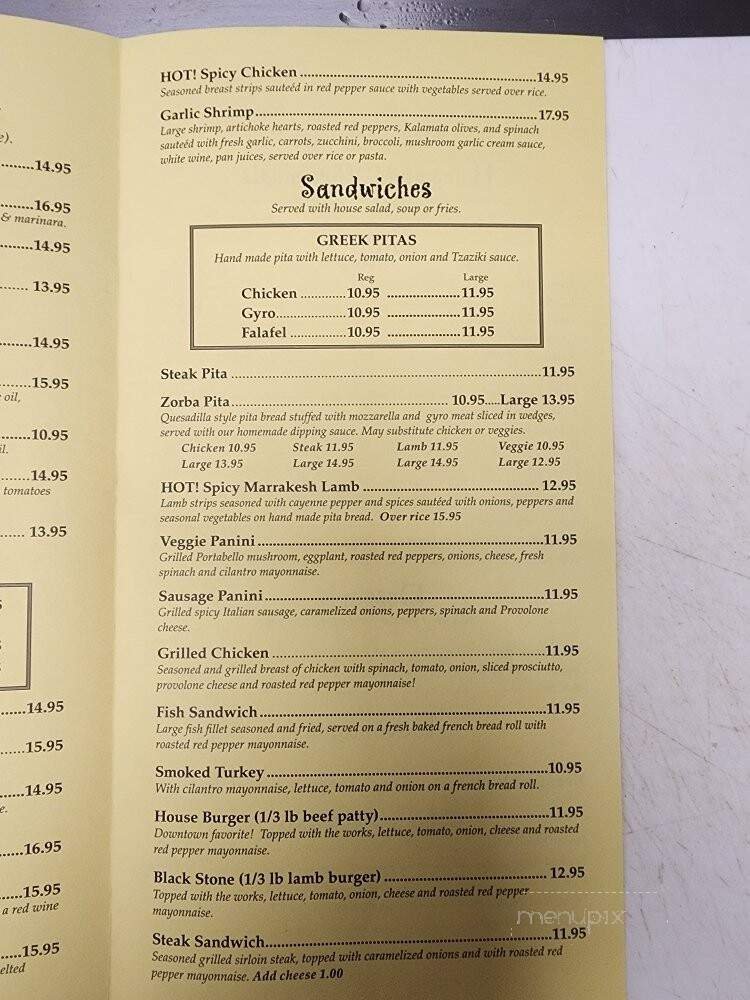 e).
14.95
16.95
& marinara.
14.95
13.95
14.95
15.95
oil,
10.95
il.
14.95
tomatoes
13.95
S
14.95
15.95
14.95
e.
16.95
15.95
a red wine
15.95
elted
HOT! Spicy Chicken ........ 14.95
Seasoned breast strips sauteéd in red pepper sauce with vegetables served over rice.
Garlic Shrimp........ 17.95
Large shrimp, artichoke hearts, roasted red peppers, Kalamata olives, and spinach
sauteéd with fresh garlic, carrots, zucchini, broccoli, mushroom garlic cream sauce,
white wine, pan juices, served over rice or pasta.
Sandwiches
Served with house salad, soup or fries.
GREEK PITAS
Hand made pita with lettuce, tomato, onion and Tzaziki sauce.
Reg Large
Chicken ........ 10.95 ........ 11.95
Gyro........ 10.95 ........ 11.95
Falafel ........ 10.95 ........ 11.95
Steak Pita ........ 11.95
Zorba Pita........ 10.95.....Large 13.95
Quesadilla style pita bread stuffed with mozzarella and gyro meat sliced in wedges,
served with our homemade dipping sauce. May substitute chicken or veggies.
Chicken 10.95 Steak 11.95 Lamb 11.95 Veggie 10.95
Large 13.95 Large 14.95 Large 14.95 Large 12.95
HOT! Spicy Marrakesh Lamb ........ 12.95
Lamb strips seasoned with cayenne pepper and spices sautéed with onions, peppers and
seasonal vegetables on hand made pita bread. Over rice 15.95
Veggie Panini ........ 11.95
Grilled Portabello mushroom, eggplant, roasted red peppers, onions, cheese, fresh
spinach and cilantro mayonnaise.
Sausage Panini ........ 11.95
Grilled spicy Italian sausage, caramelized onions, peppers, spinach and Provolone
cheese.
Grilled Chicken ........ 11.95
Seasoned and grilled breast of chicken with spinach, tomato, onion, sliced prosciutto,
provolone cheese and roasted red pepper mayonnaise!
Fish Sandwich ........ 11.95
Large fish fillet seasoned and fried, served on a fresh baked french bread roll with
roasted red pepper mayonnaise.
Smoked Turkey ........ 10.95
With cilantro mayonnaise, lettuce, tomato and onion on a french bread roll.
House Burger (1/3 lb beef patty)........ 11.95
Downtown favorite! Topped with the works, lettuce, tomato, onion, cheese and roasted
red pepper mayonnaise.
Black Stone (1/3 lb lamb burger) ........ 12.95
Topped with the works, lettuce, tomato, onion, cheese and roasted red pepper
mayonnaise.
Steak Sandwich........ 11.95
Seasoned grilled sirloin steak, topped with caramelized onions and with roasted red
pepper mayonnaise. Add cheese 1.00
menupix